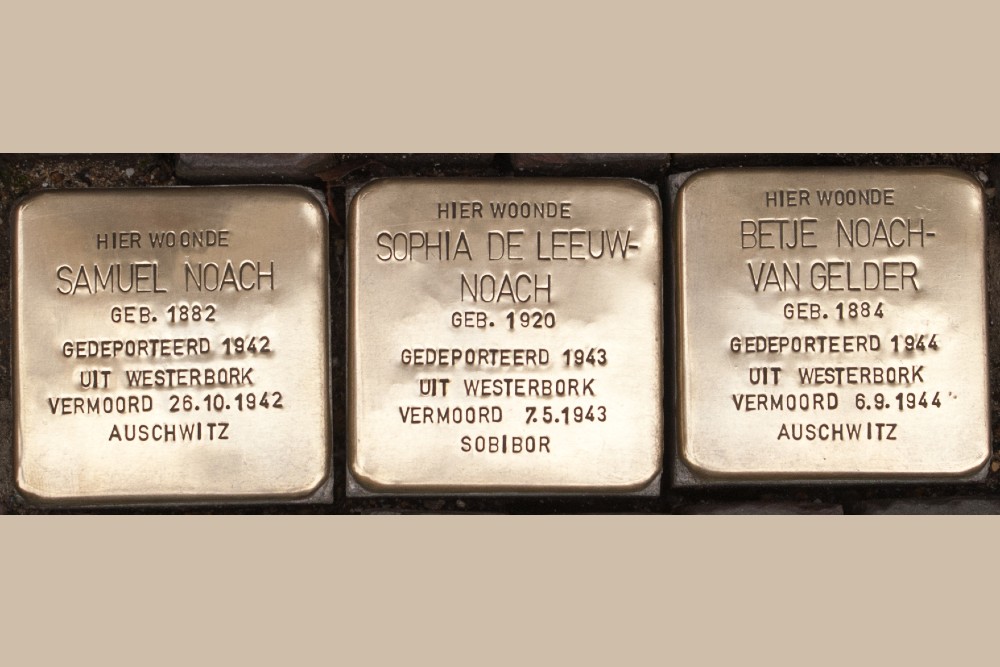 HIER WOONDE
SAMUEL NOACH
GEB. 1882
GEDEPORTEERD 1942
UIT WESTERBORK
VERMOORD 26.10.1942
AUSCHWITZ
HIER WOONDE
SOPHIA DE LEEUW-
NOACH
GEB. 1920
GEDEPORTEERD 1943
UIT WESTERBORK
VERMOORD 7.5.1943
SOBIBOR
HIER WOONDE
BETJE NOACH-
VAN GELDER
GEB. 1884
GEDEPORTEERD 1944
UIT WESTERBORK
VERMOORD 6.9.1944
AUSCHWITZ